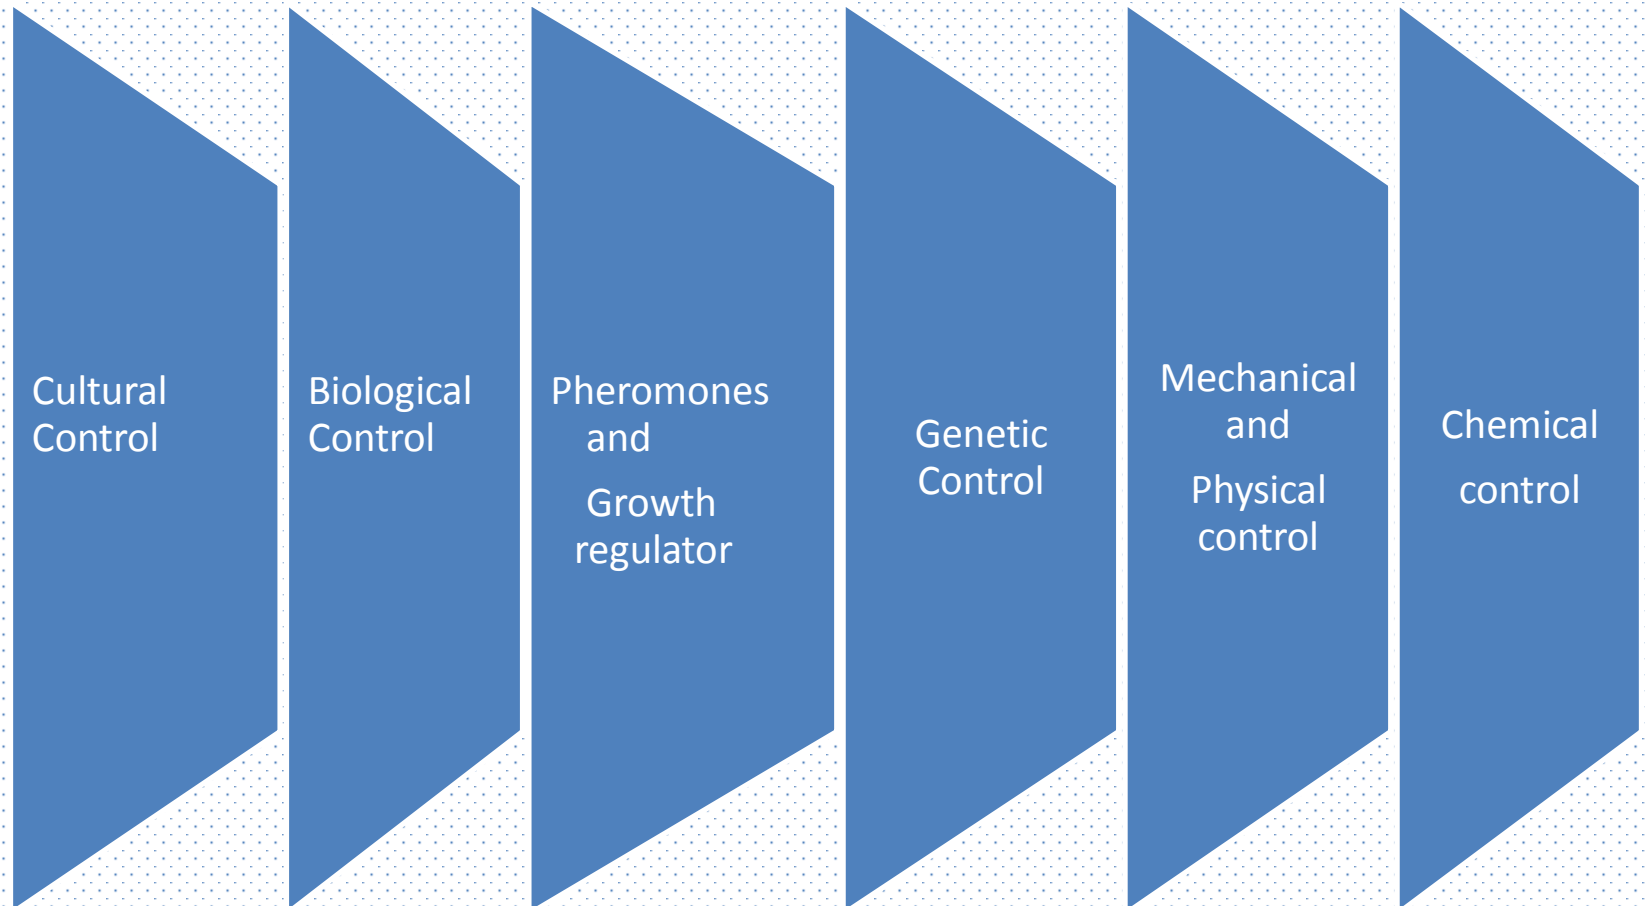 Cultural
Control
Biological
Control
Pheromones
and
Growth
regulator
Genetic
Control
Mechanical
and
Physical
control
Chemical
control